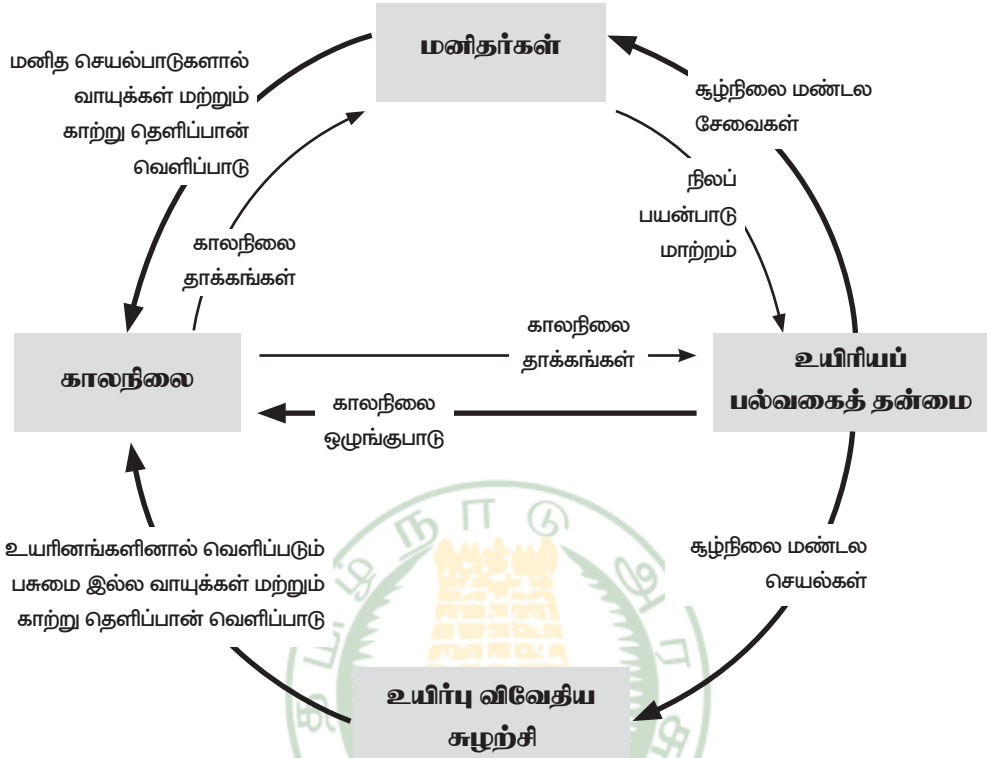 மனிதர்கள்
மனித செயல்பாடுகளால்
வாயுக்கள் மற்றும்
காற்று தெளிப்பான்
வெளிப்பாடு
சூழ்நிலை மண்டல
சேவைகள்
நிலப்
பயன்பாடு
மாற்றம்
காலநிலை
தாக்கங்கள்
காலநிலை
தாக்கங்கள்
காலநிலை
உயிரியப்
பல்வகைத் தன்மை
காலநிலை
ஒழுங்குபாடு
உயரினங்களினால் வெளிப்படும்
பசுமை இல்ல வாயுக்கள் மற்றும்
காற்று தெளிப்பான் வெளிப்பாடு
சூழ்நிலை மண்டல
செயல்கள்
உயிர்பு விவேதிய
சுழற்சி